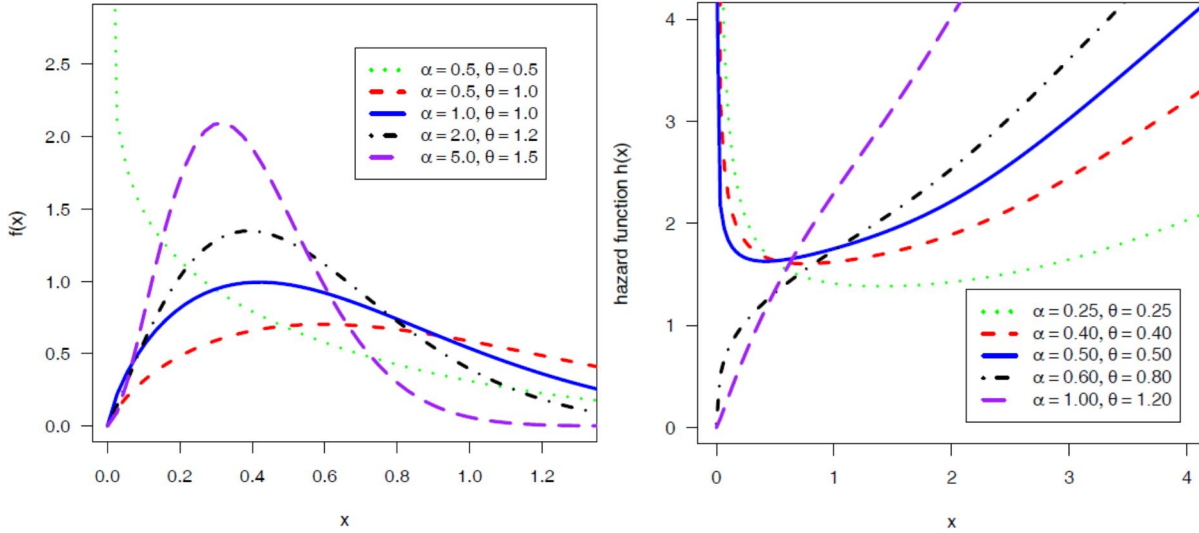 f(x)
2.5
2.0
1.5
1.0
0.5
0.0
α = 0.5, θ = 0.5
α = 0.5, θ = 1.0
α = 1.0, θ = 1.0
α = 2.0, θ = 1.2
α = 5.0, θ = 1.5
0.0 0.2 0.4 0.6 0.8 1.0 1.2
x
hazard function h(x)
4
3
2
1
0
α = 0.25, θ = 0.25
α = 0.40, θ = 0.40
α = 0.50, θ = 0.50
α = 0.60, θ = 0.80
α = 1.00, θ = 1.20
0 1 2 3 4
x